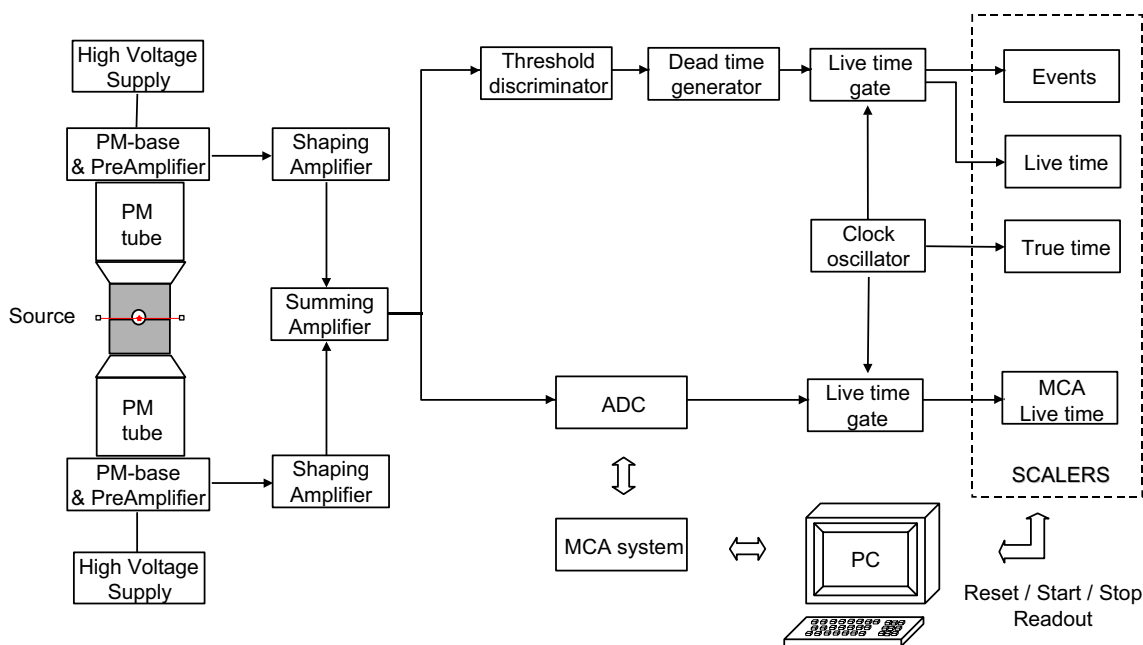 High Voltage
Supply
PM-base
& PreAmplifier
PM
tube
Source
PM
tube
PM-base
& PreAmplifier
High Voltage
Supply
Shaping
Amplifier
Summing
Amplifier
Shaping
Amplifier
Threshold
discriminator
Dead time
generator
Live time
gate
Events
Live time
Clock
oscillator
True time
ADC
Live time
gate
MCA
Live time
SCALERS
MCA system
PC
Reset / Start / Stop
Readout